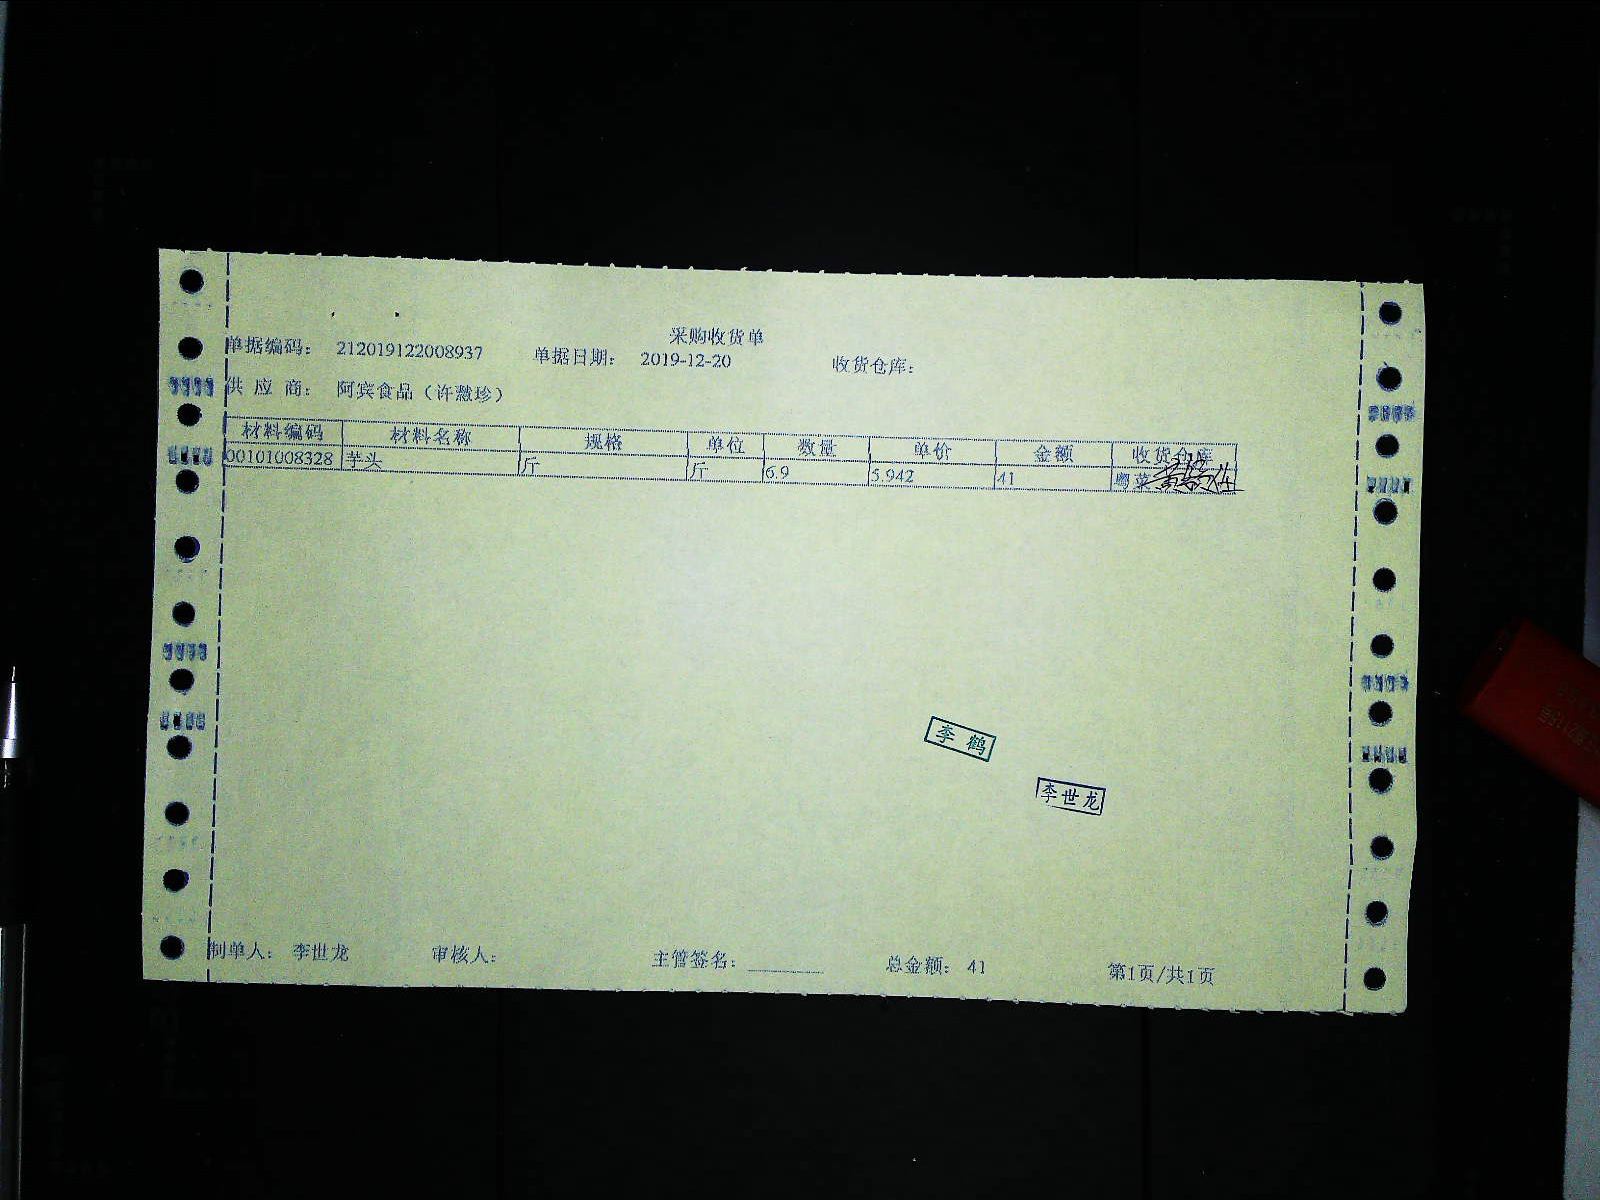 采购收货单
单据编码: 212019122008937 单据日期: 2019-12-20 收货仓库:
供应商: 阿宾食品（许慧珍）
材料编码 材料名称 规格 单位 数量 单价 金额 收货仓库
00101008328 芋头 斤 斤 6.9 5.942 41 粤菜
李鹤
李世龙
制单人: 李世龙 审核人: 主管签名: 总金额: 41 第1页/共1页